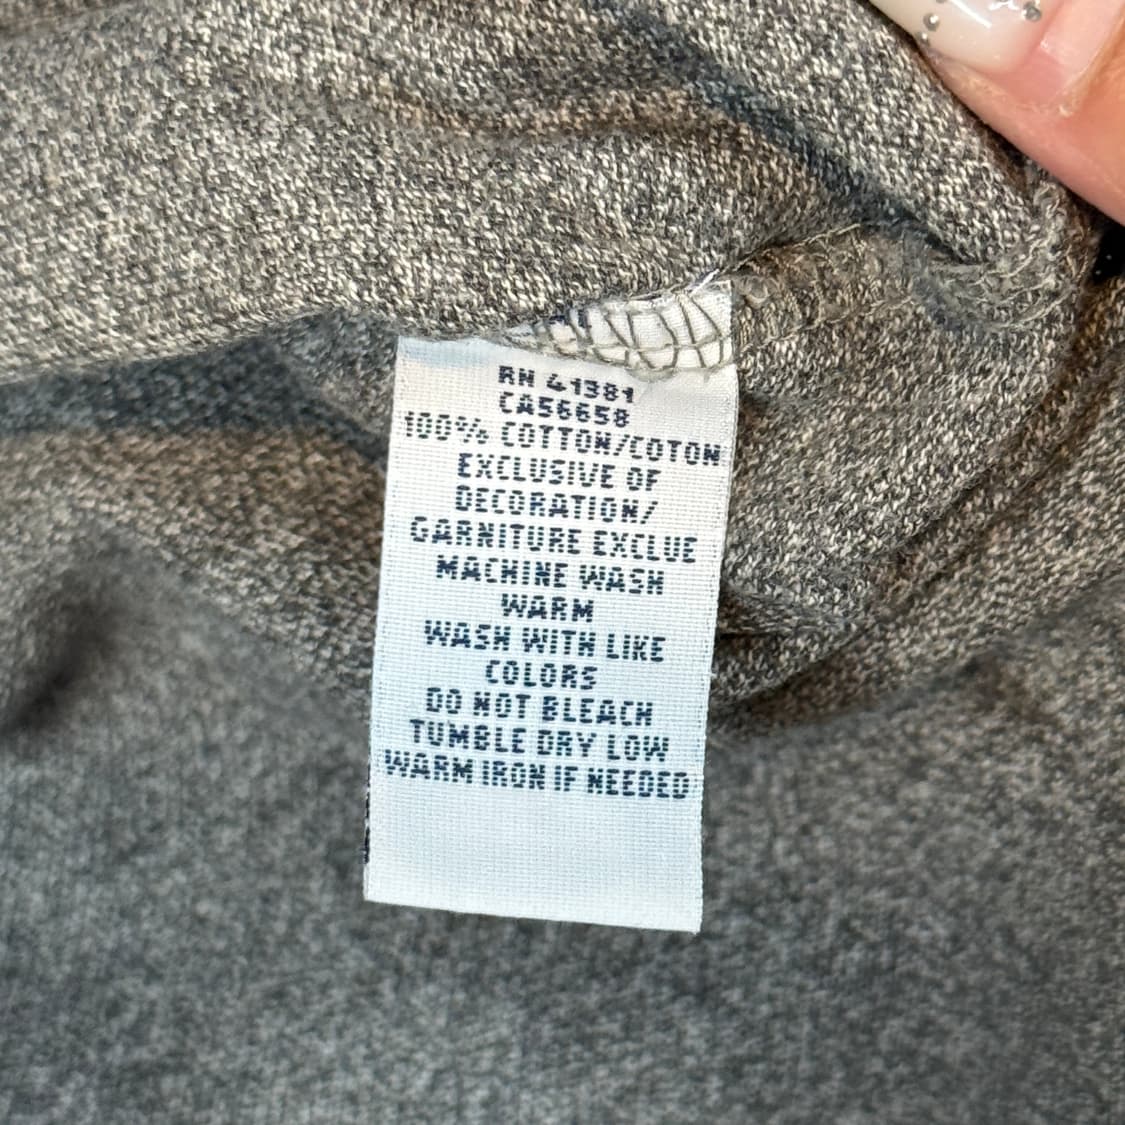 RN 41381
CA56658
100% COTTON/COTON
EXCLUSIVE OF
DECORATION/
GARNITURE EXCLUE
MACHINE WASH
WARM
WASH WITH LIKE
COLORS
DO NOT BLEACH
TUMBLE DRY LOW
WARM IRON IF NEEDED